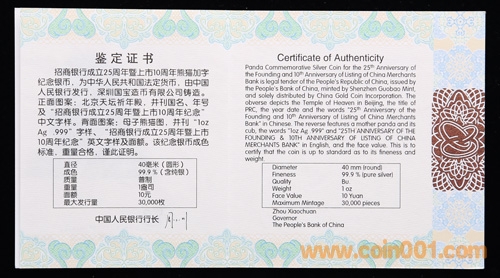 鉴定证书
招商银行成立25周年暨上市10周年熊猫加字
纪念银币,为中华人民共和国法定货币,由中国
人民银行发行,深圳国宝造币有限公司铸造。
正面图案:北京天坛祈年殿,并刊国名、年号
及“招商银行成立25周年暨上市10周年纪念”
中文字样。背面图案:母子熊猫图,并刊“1oz
Ag .999”字样、“招商银行成立25周年暨上市10
周年纪念”英文字样及面额。该纪念银币成色
标准,重量合格,谨此证明。
直径 40毫米(圆形)
成色 99.9%(含纯银)
质量 普制
重量 1盎司
面额 10元
最大发行量 30,000枚
中国人民银行行长
Certificate of Authenticity
Panda Commemorative Silver Coin for the 25th Anniversary of
the Founding and 10th Anniversary of Listing of China Merchants
Bank is legal tender of the People's Republic of China, issued
by the People's Bank of China, minted by Shenzhen Guobao Mint,
and solely distributed by China Gold Coin Incorporation. The
obverse depicts the Temple of Heaven in Beijing, the title of
PRC, the year date and the words "25th Anniversary of the
Founding and 10th Anniversary of Listing of China Merchants
Bank" in Chinese. The reverse features a mother panda and its
cub, the words "1oz Ag .999" and "25TH ANNIVERSARY OF THE
FOUNDING & 10TH ANNIVERSARY OF LISTING OF CHINA
MERCHANTS BANK" in English, and the face value. This is to
certify that the coin is up to standard as to its fineness and
weight
Diameter 40 mm (round)
Fineness 99.9% (pure silver)
Quality Bu
Weight 1 oz
Face Value 10 Yuan
Maximum Mintage 30,000 pieces
Zhou Xiaochuan
Governor
The People's Bank of China
www.coin001.com